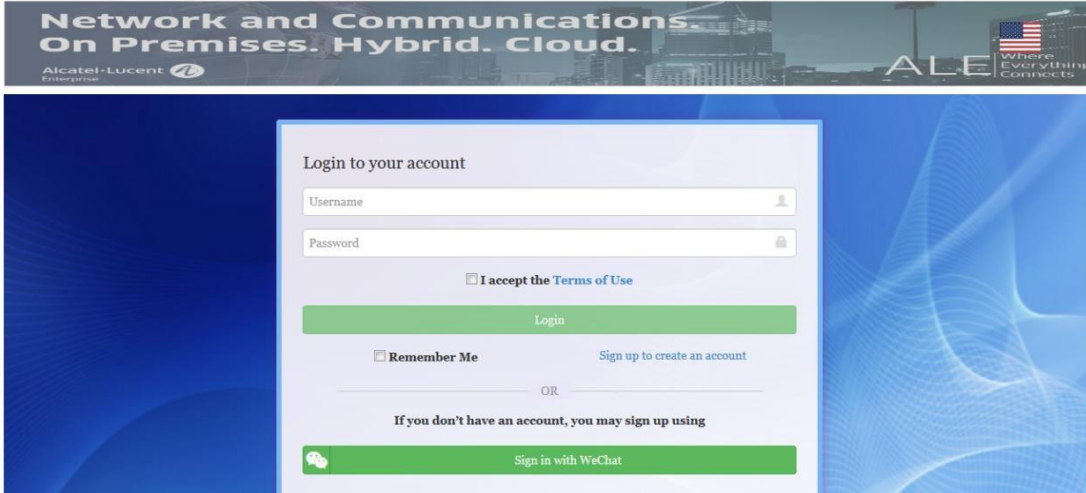 Network and Communications.
On Premises. Hybrid. Cloud.
Alcatel-Lucent
Enterprise
ALE
Where
Everything
Connects
Login to your account
Username
Password
I accept the Terms of Use
Login
Remember Me
Sign up to create an account
OR
If you don't have an account, you may sign up using
Sign in with WeChat